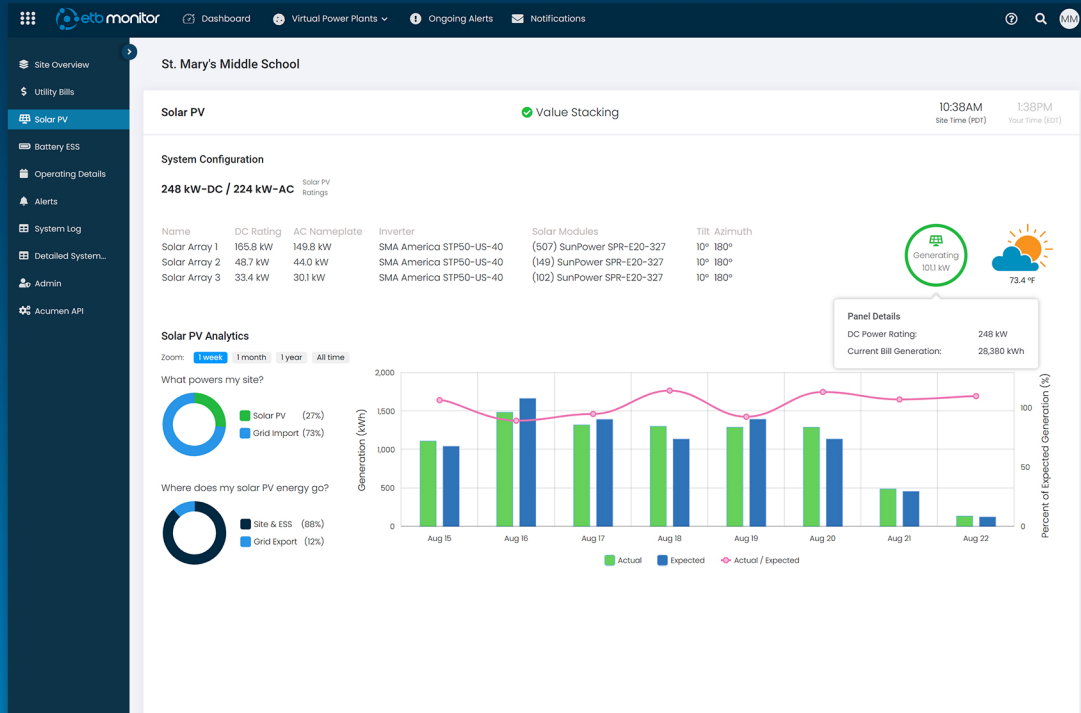 etb monitor
Dashboard
Virtual Power Plants
Ongoing Alerts
Notifications
MM
Site Overview
Utility Bills
Solar PV
Battery ESS
Operating Details
Alerts
System Log
Detailed System...
Admin
Acumen API
St. Mary's Middle School
Solar PV
Value Stacking
10:38AM
Site Time (PDT)
1:38PM
Your Time (EDT)
System Configuration
248 kW-DC / 224 kW-AC
Solar PV
Ratings
Name DC Rating AC Nameplate Inverter Solar Modules Tilt Azimuth
Solar Array 1 165.8 kW 149.8 kW SMA America STP50-US-40 (507) SunPower SPR-E20-327 10° 180°
Solar Array 2 48.7 kW 44.0 kW SMA America STP50-US-40 (149) SunPower SPR-E20-327 10° 180°
Solar Array 3 33.4 kW 30.1 kW SMA America STP50-US-40 (102) SunPower SPR-E20-327 10° 180°
Generating
101.1 kW
73.4 °F
Panel Details
DC Power Rating: 248 kW
Current Bill Generation: 28,380 kWh
Solar PV Analytics
Zoom: 1 week 1 month 1 year All time
What powers my site?
Solar PV (27%)
Grid Import (73%)
Where does my solar PV energy go?
Site & ESS (88%)
Grid Export (12%)
Generation (kWh)
2,000
1,500
1,000
500
0
100
50
0
Percent of Expected Generation (%)
Aug 15 Aug 16 Aug 17 Aug 18 Aug 19 Aug 20 Aug 21 Aug 22
Actual Expected Actual / Expected